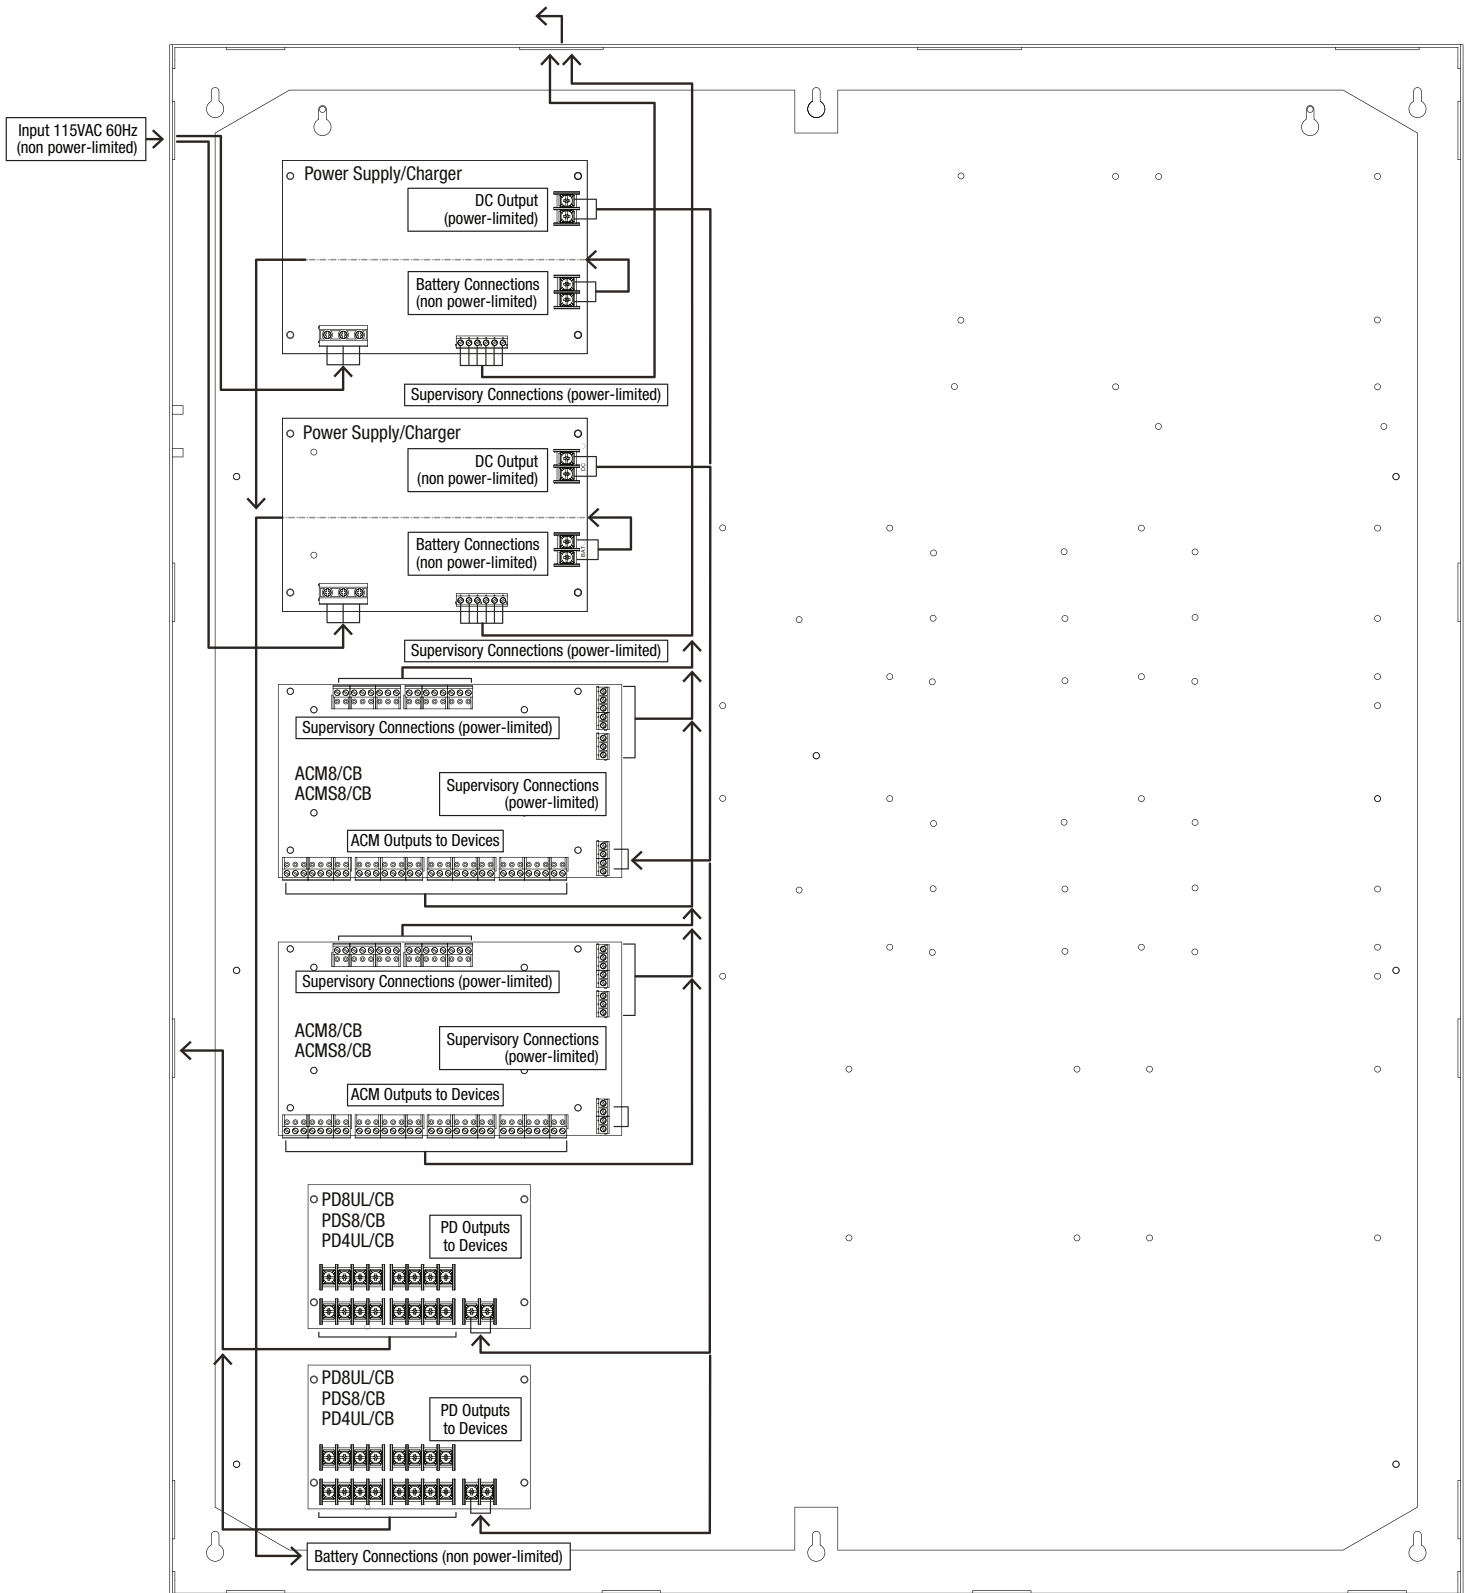 Input 115VAC 60Hz
(non power-limited)
Power Supply/Charger
DC Output
(power-limited)
Battery Connections
(non power-limited)
Supervisory Connections (power-limited)
Power Supply/Charger
DC Output
(non power-limited)
DC
Battery Connections
(non power-limited)
BAT
Supervisory Connections (power-limited)
Supervisory Connections (power-limited)
ACM8/CB
ACMS8/CB
Supervisory Connections
(power-limited)
ACM Outputs to Devices
Supervisory Connections (power-limited)
ACM8/CB
ACMS8/CB
Supervisory Connections
(power-limited)
ACM Outputs to Devices
PD8UL/CB
PDS8/CB
PD4UL/CB
PD Outputs
to Devices
PD8UL/CB
PDS8/CB
PD4UL/CB
PD Outputs
to Devices
Battery Connections (non power-limited)